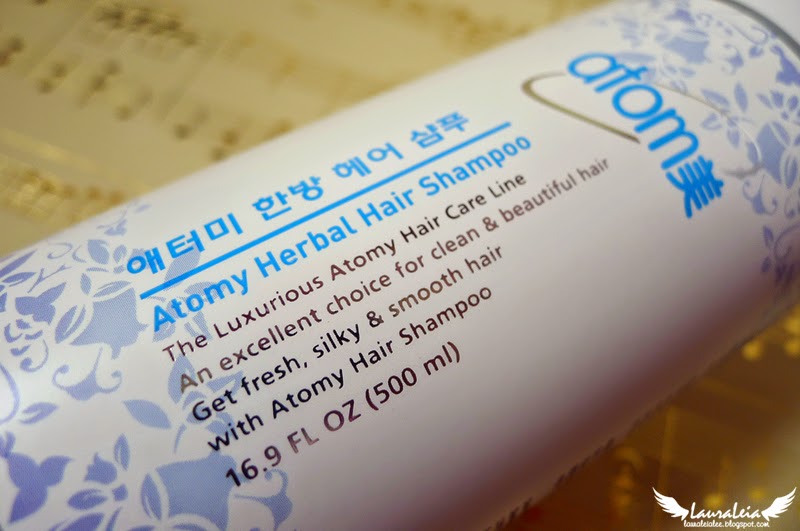 atom美
애터미 한방 헤어 샴푸
Atomy Herbal Hair Shampoo
The Luxurious Atomy Hair Care Line
An excellent choice for clean & beautiful hair
Get fresh, silky & smooth hair
with Atomy Hair Shampoo
16.9 FL OZ (500 ml)
LauraLeia
lauraleialee.blogspot.com